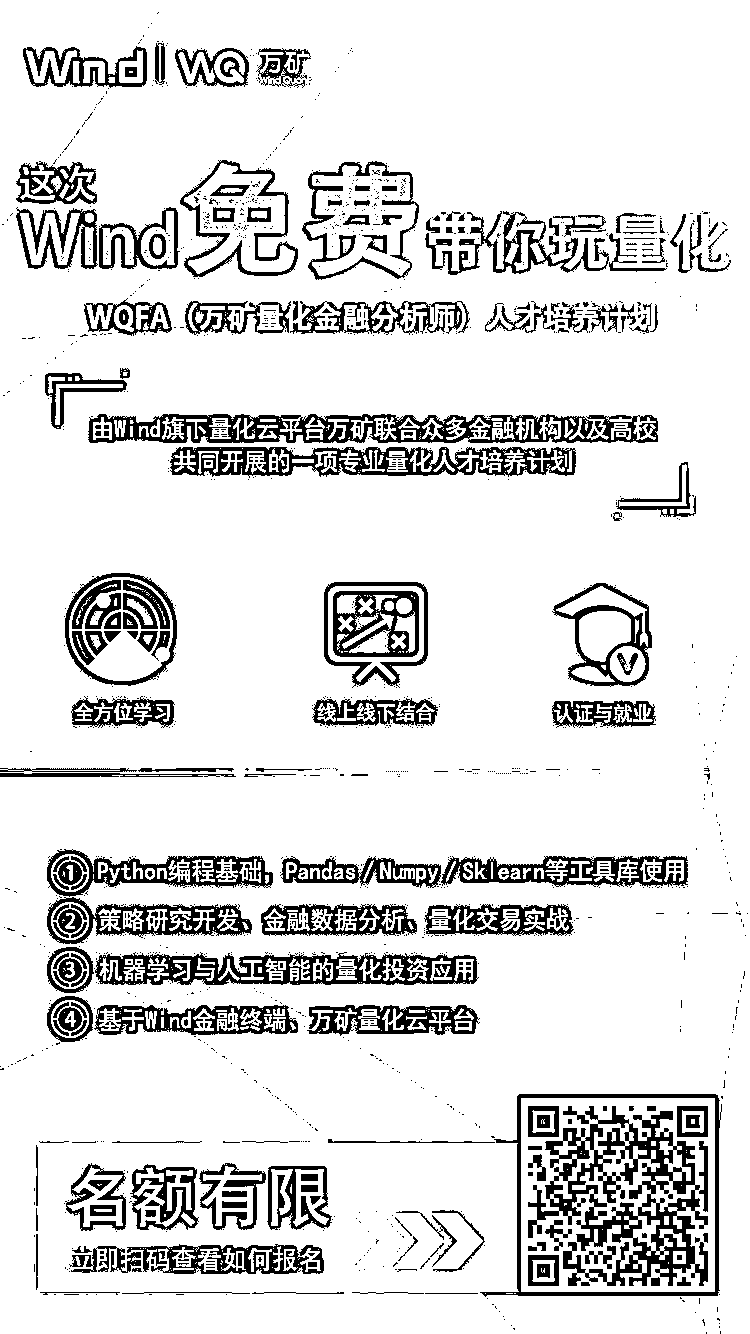 Win.d | WQ 万矿
Wind Quant
这次
Wind免费带你玩量化
WQFA（万矿量化金融分析师）人才培养计划
由Wind旗下量化云平台万矿联合众多金融机构以及高校
共同开展的一项专业量化人才培养计划
全方位学习
线上线下结合
认证与就业
① Python编程基础，Pandas/Numpy/Sklearn等工具库使用
② 策略研究开发、金融数据分析、量化交易实战
③ 机器学习与人工智能的量化投资应用
④ 基于Wind金融终端、万矿量化云平台
名额有限
立即扫码查看如何报名